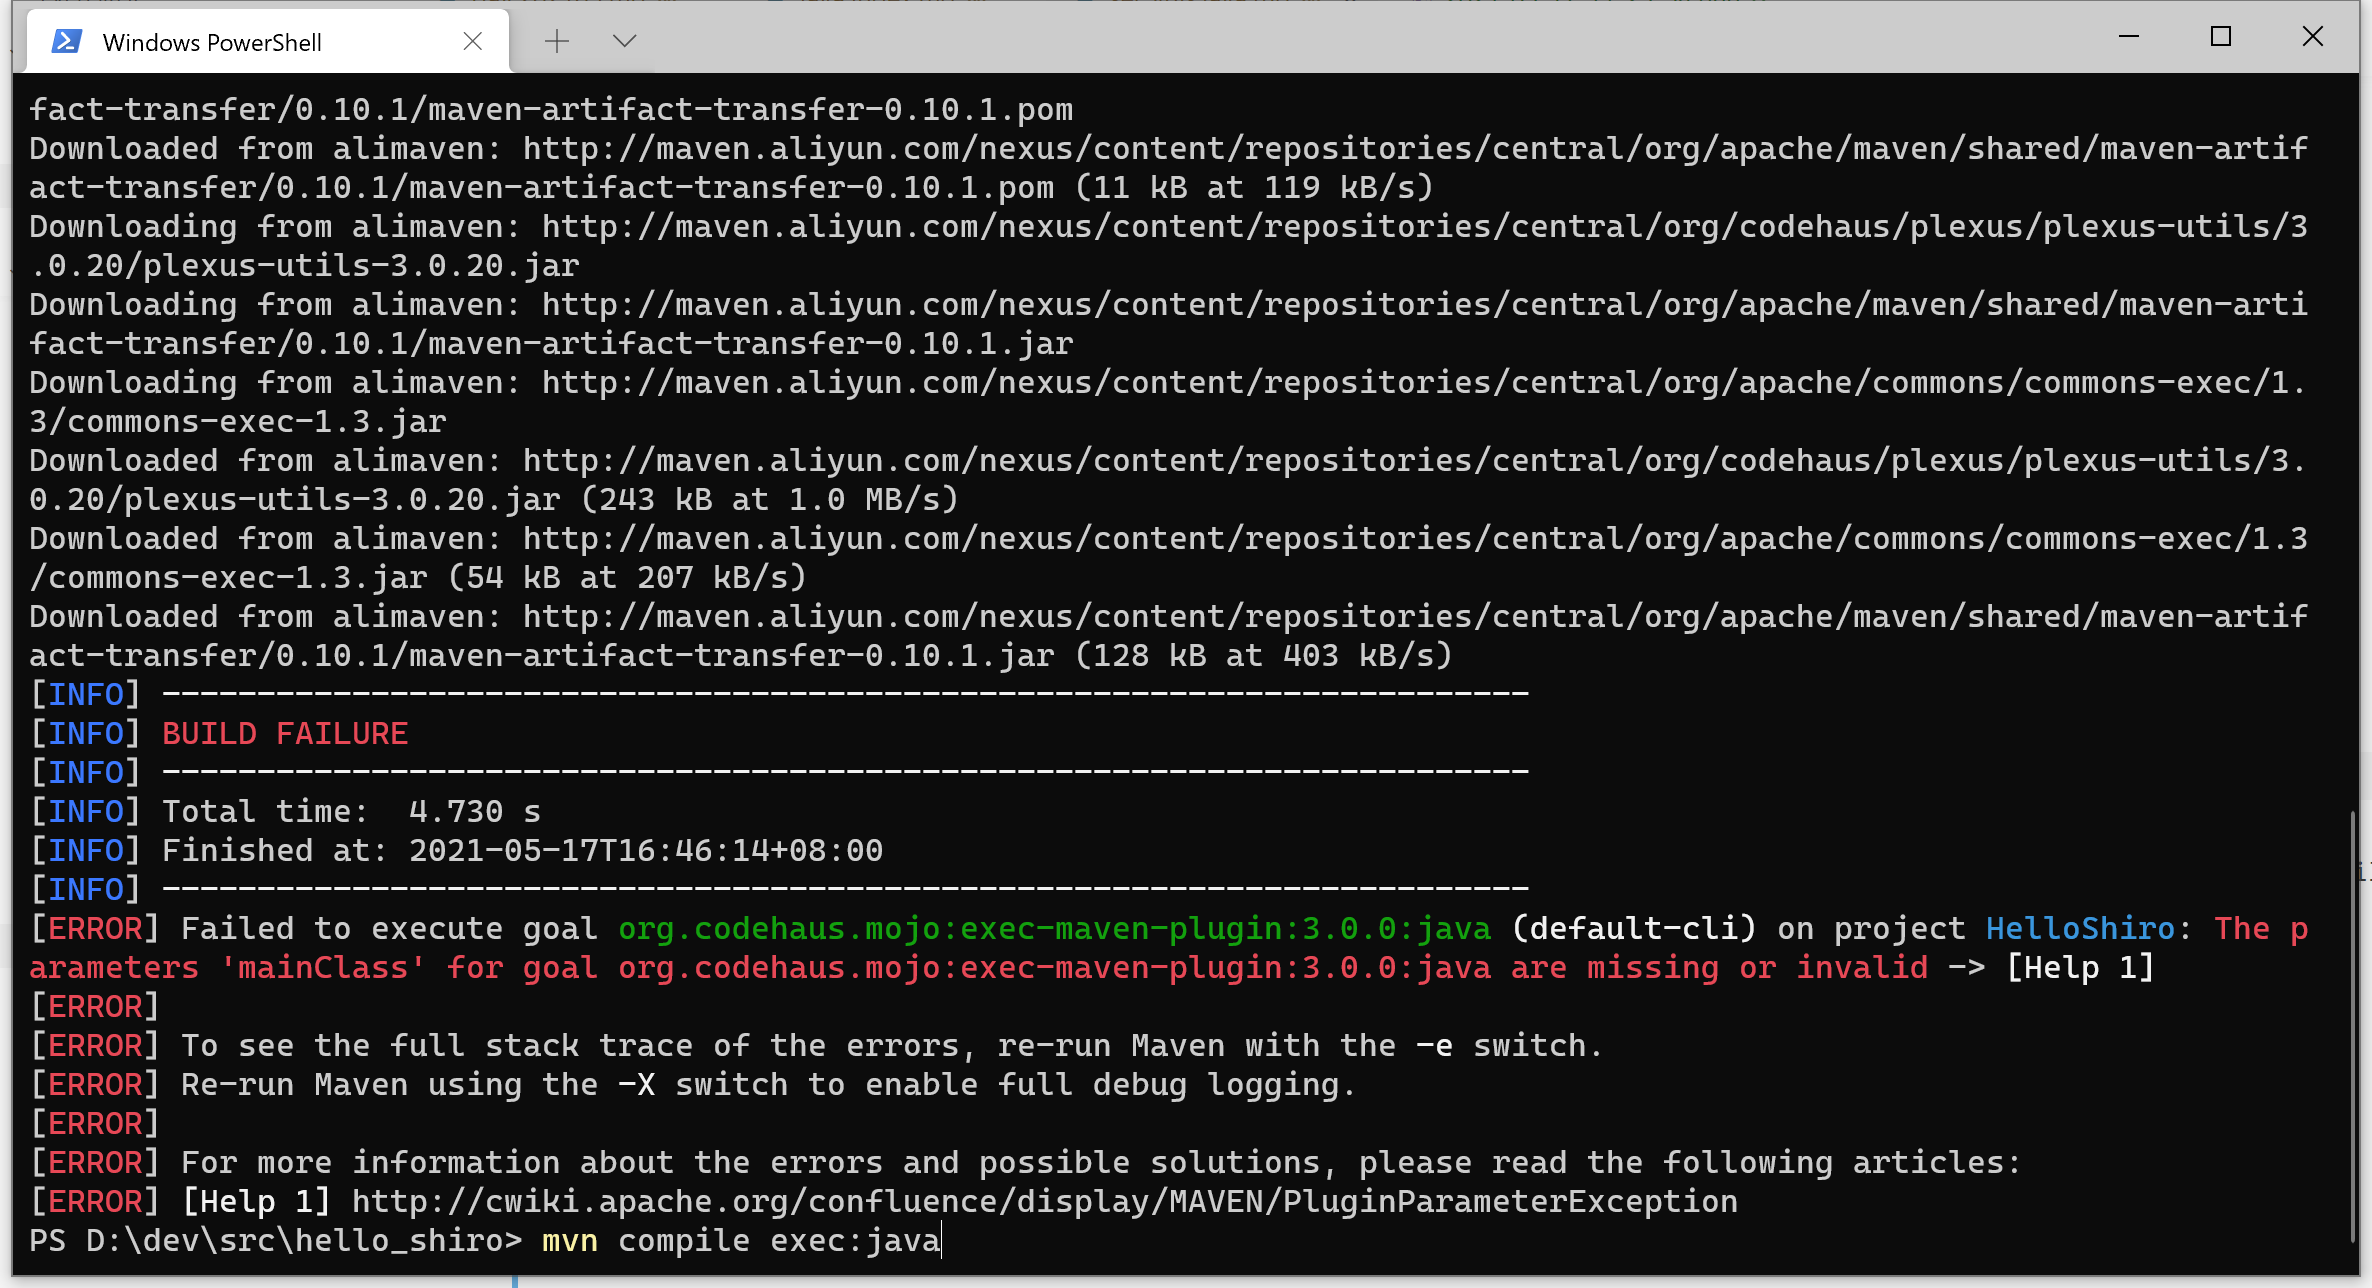 Windows PowerShell
fact-transfer/0.10.1/maven-artifact-transfer-0.10.1.pom
Downloaded from alimaven: http://maven.aliyun.com/nexus/content/repositories/central/org/apache/maven/shared/maven-artif
act-transfer/0.10.1/maven-artifact-transfer-0.10.1.pom (11 kB at 119 kB/s)
Downloading from alimaven: http://maven.aliyun.com/nexus/content/repositories/central/org/codehaus/plexus/plexus-utils/3
.0.20/plexus-utils-3.0.20.jar
Downloading from alimaven: http://maven.aliyun.com/nexus/content/repositories/central/org/apache/maven/shared/maven-arti
fact-transfer/0.10.1/maven-artifact-transfer-0.10.1.jar
Downloading from alimaven: http://maven.aliyun.com/nexus/content/repositories/central/org/apache/commons/commons-exec/1.
3/commons-exec-1.3.jar
Downloaded from alimaven: http://maven.aliyun.com/nexus/content/repositories/central/org/codehaus/plexus/plexus-utils/3.
0.20/plexus-utils-3.0.20.jar (243 kB at 1.0 MB/s)
Downloaded from alimaven: http://maven.aliyun.com/nexus/content/repositories/central/org/apache/commons/commons-exec/1.3
/commons-exec-1.3.jar (54 kB at 207 kB/s)
Downloaded from alimaven: http://maven.aliyun.com/nexus/content/repositories/central/org/apache/maven/shared/maven-artif
act-transfer/0.10.1/maven-artifact-transfer-0.10.1.jar (128 kB at 403 kB/s)
[INFO] ------------------------------------------------------------------------
[INFO] BUILD FAILURE
[INFO] ------------------------------------------------------------------------
[INFO] Total time:  4.730 s
[INFO] Finished at: 2021-05-17T16:46:14+08:00
[INFO] ------------------------------------------------------------------------
[ERROR] Failed to execute goal org.codehaus.mojo:exec-maven-plugin:3.0.0:java (default-cli) on project HelloShiro: The p
arameters 'mainClass' for goal org.codehaus.mojo:exec-maven-plugin:3.0.0:java are missing or invalid -> [Help 1]
[ERROR]
[ERROR] To see the full stack trace of the errors, re-run Maven with the -e switch.
[ERROR] Re-run Maven using the -X switch to enable full debug logging.
[ERROR]
[ERROR] For more information about the errors and possible solutions, please read the following articles:
[ERROR] [Help 1] http://cwiki.apache.org/confluence/display/MAVEN/PluginParameterException
PS D:\dev\src\hello_shiro> mvn compile exec:java